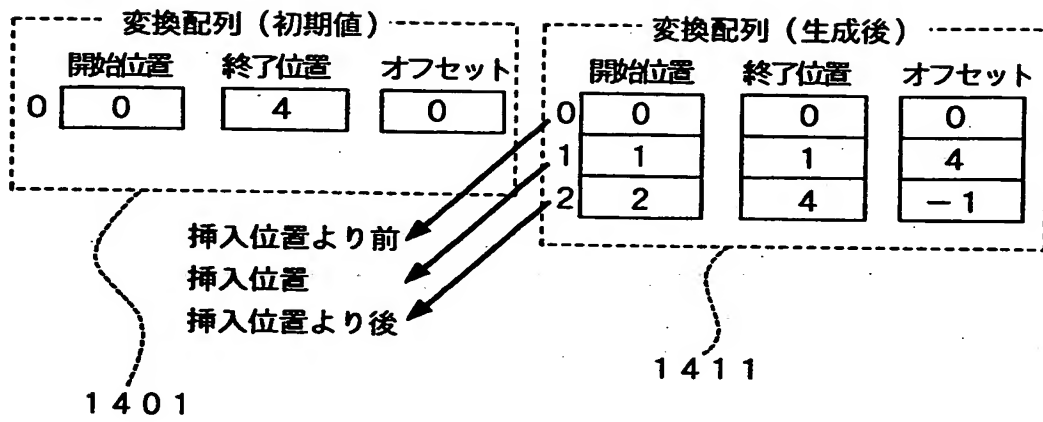 変換配列（初期値）
開始位置 終了位置 オフセット
0 0 4 0
変換配列（生成後）
開始位置 終了位置 オフセット
0 0 0 0
1 1 1 4
2 2 4 －1
挿入位置より前
挿入位置
挿入位置より後
1401
1411